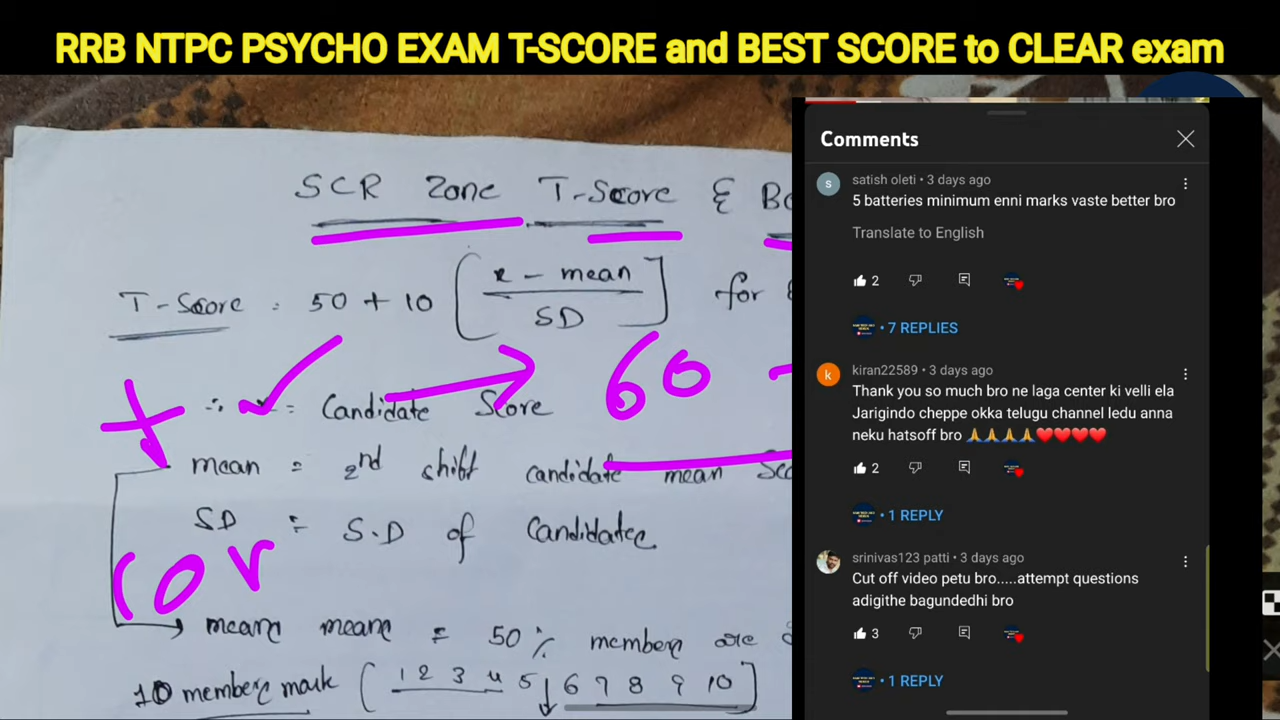 RRB NTPC PSYCHO EXAM T-SCORE and BEST SCORE to CLEAR exam
SCR Zone T-Score &
T-Score = 50 + 10 [ x - mean / SD ] for
60
∴ x = Candidate Score
mean = 2nd shift candidate mean
SD = S.D of Candidatee
(or
means means = 50% members are
10 members mark ( 1 2 3 4 5 6 7 8 9 10 )
Comments
s
satish oleti • 3 days ago
5 batteries minimum enni marks vaste better bro
Translate to English
2
• 7 REPLIES
k
kiran22589 • 3 days ago
Thank you so much bro ne laga center ki velli ela
Jarigindo cheppe okka telugu channel ledu anna
neku hatsoff bro 🙏🙏🙏🙏❤️❤️❤️❤️
2
• 1 REPLY
srinivas123 patti • 3 days ago
Cut off video petu bro.....attempt questions
adigithe bagundedhi bro
3
• 1 REPLY